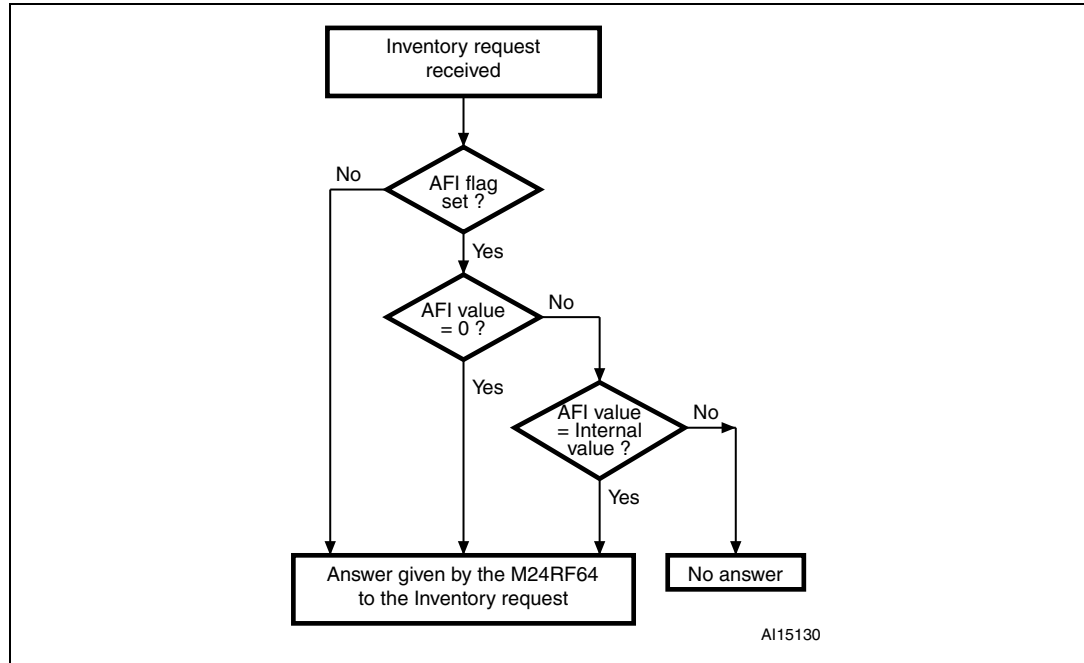 Inventory request
received
No
AFI flag
set ?
Yes
AFI value
= 0 ?
No
Yes
AFI value
= Internal
value ?
No
Yes
Answer given by the M24RF64
to the Inventory request
No answer
AI15130